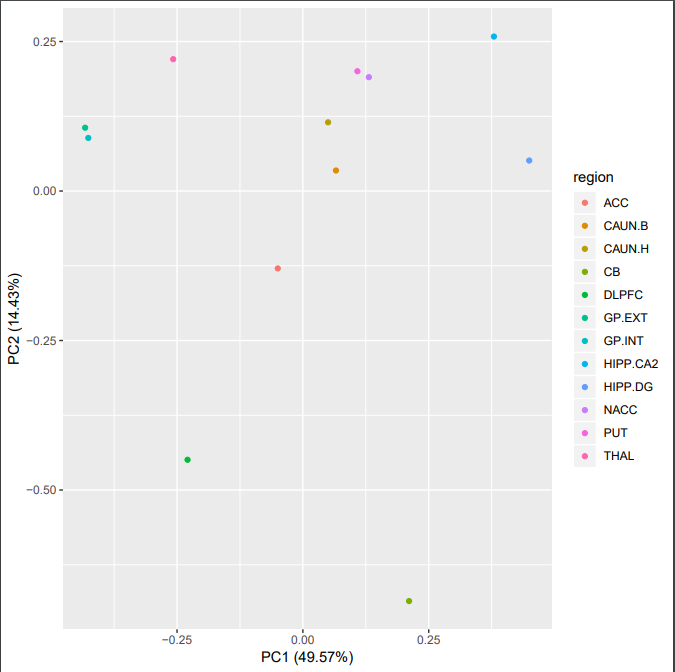 0.25
0.00
−0.25
−0.50
PC2 (14.43%)
−0.25 0.00 0.25
PC1 (49.57%)
region
ACC
CAUN.B
CAUN.H
CB
DLPFC
GP.EXT
GP.INT
HIPP.CA2
HIPP.DG
NACC
PUT
THAL